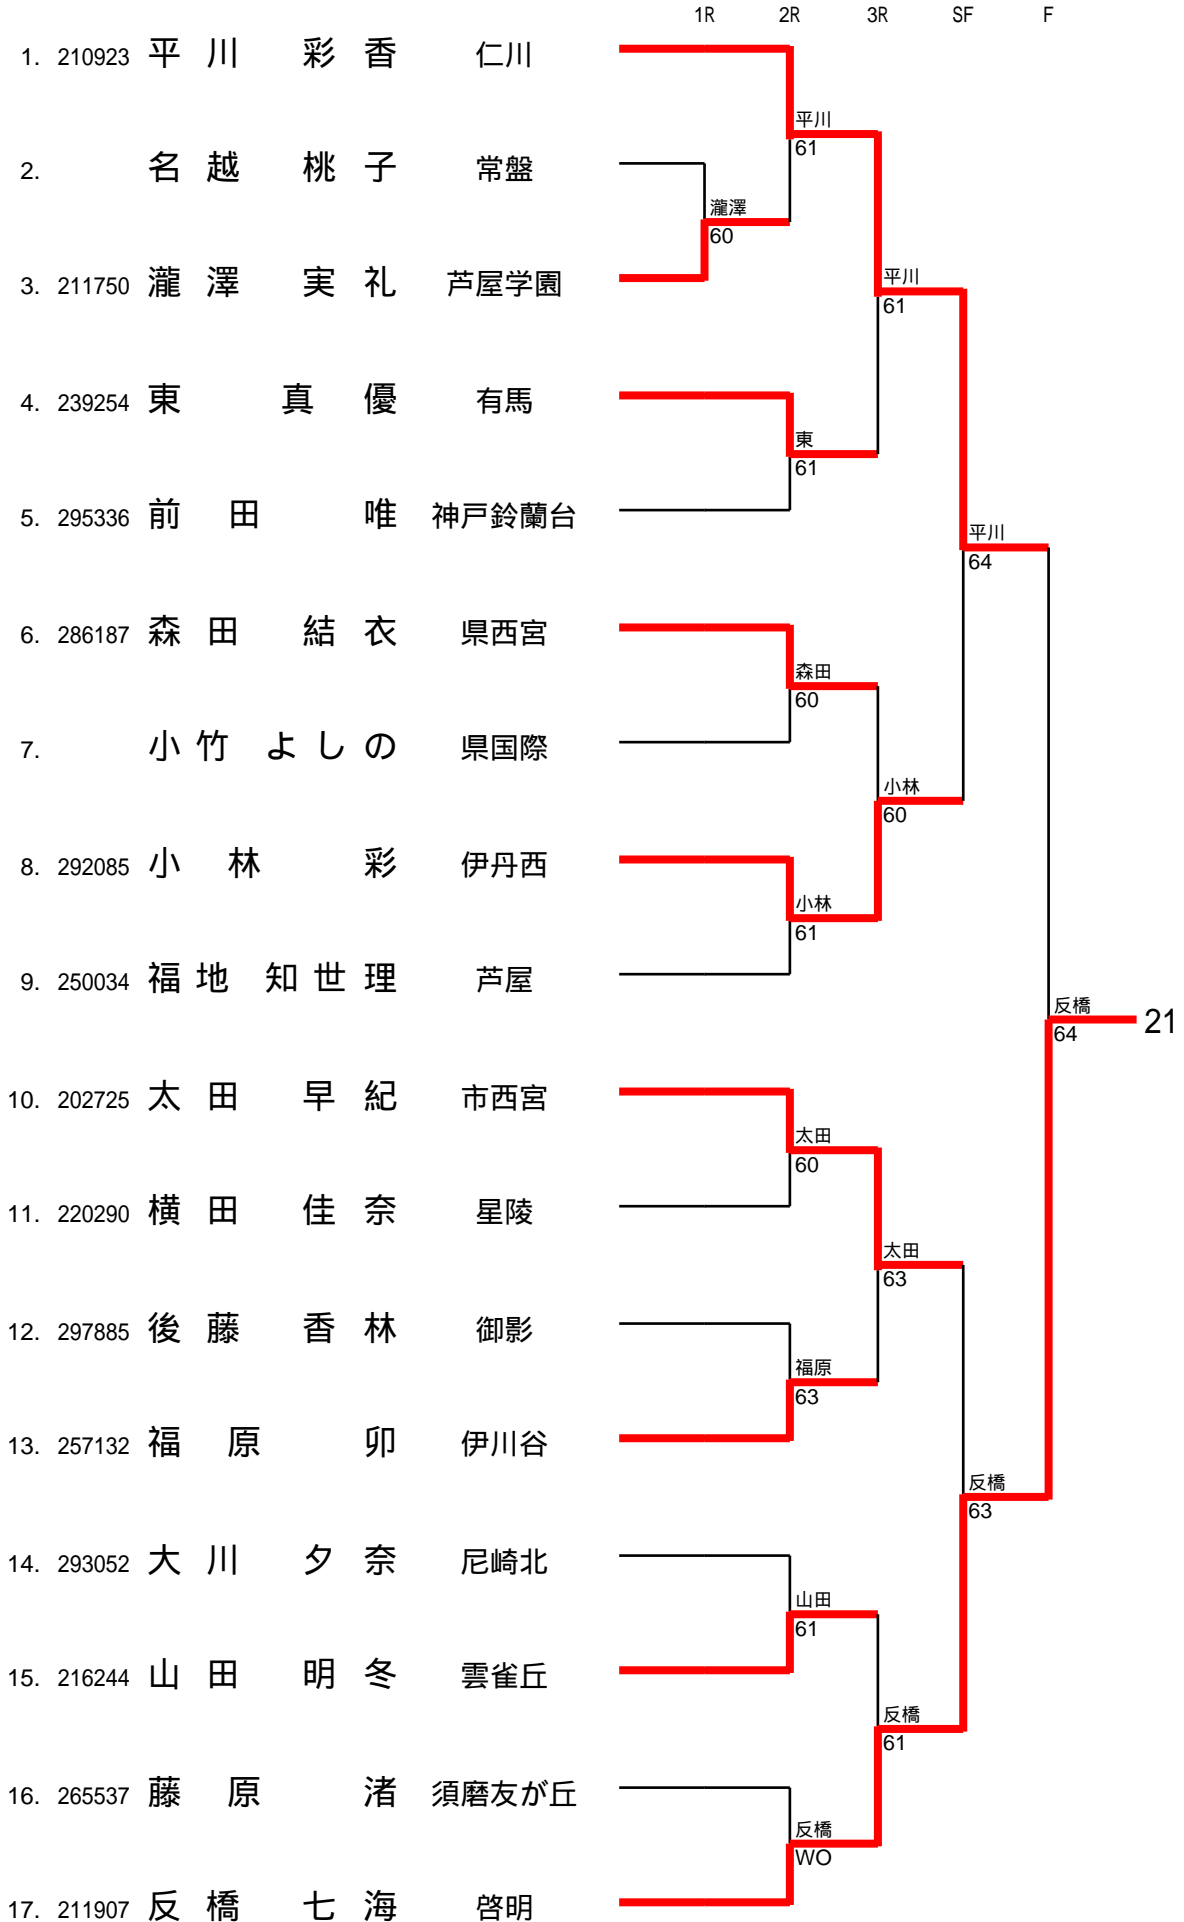 1R 2R 3R SF F
1. 210923 平川 彩香 仁川
平川
61
2. 名越 桃子 常盤
瀧澤
60
3. 211750 瀧澤 実礼 芦屋学園
平川
61
4. 239254 東 真優 有馬
東
61
5. 295336 前田 唯 神戸鈴蘭台
平川
64
6. 286187 森田 結衣 県西宮
森田
60
7. 小竹 よしの 県国際
小林
60
8. 292085 小林 彩 伊丹西
小林
61
9. 250034 福地 知世理 芦屋
反橋
64
21
10. 202725 太田 早紀 市西宮
太田
60
11. 220290 横田 佳奈 星陵
太田
63
12. 297885 後藤 香林 御影
福原
63
13. 257132 福原 卯 伊川谷
反橋
63
14. 293052 大川 夕奈 尼崎北
山田
61
15. 216244 山田 明冬 雲雀丘
反橋
61
16. 265537 藤原 渚 須磨友が丘
反橋
WO
17. 211907 反橋 七海 啓明